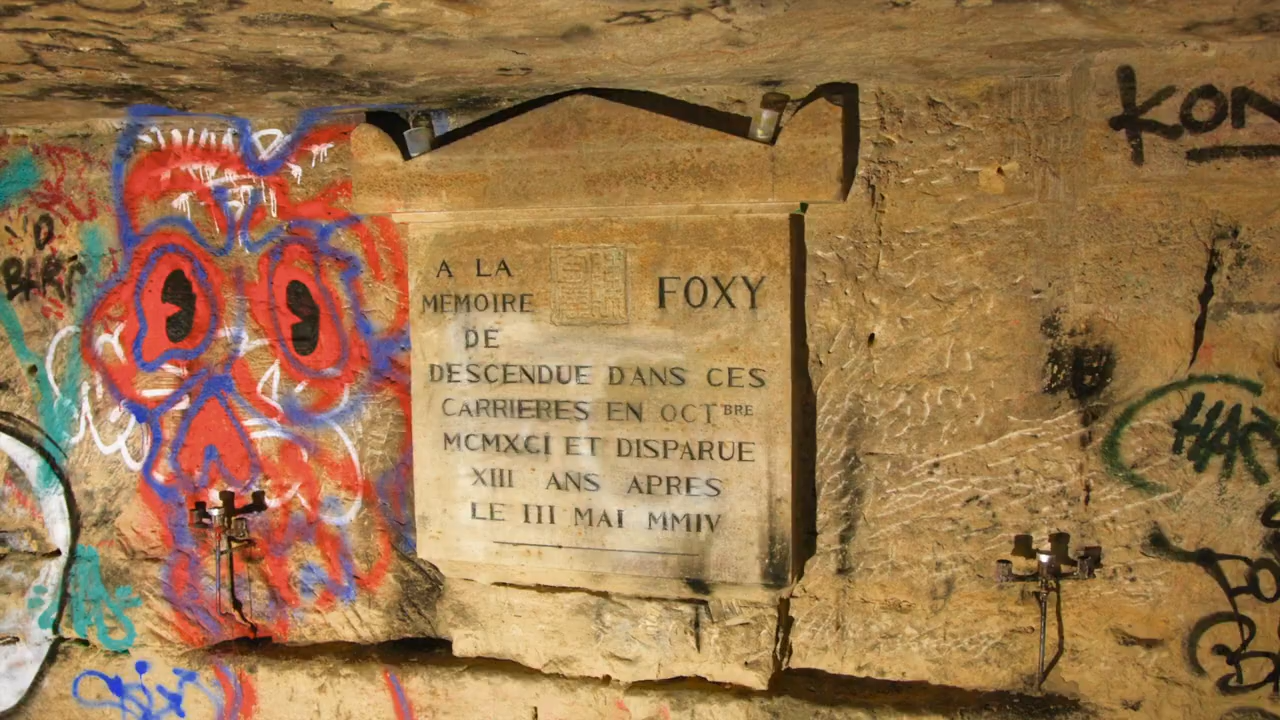 A LA
MEMOIRE
DE
FOXY
DESCENDUE DANS CES
CARRIERES EN OCTBRE
MCMXCI ET DISPARUE
XIII ANS APRES
LE III MAI MMIV
KON